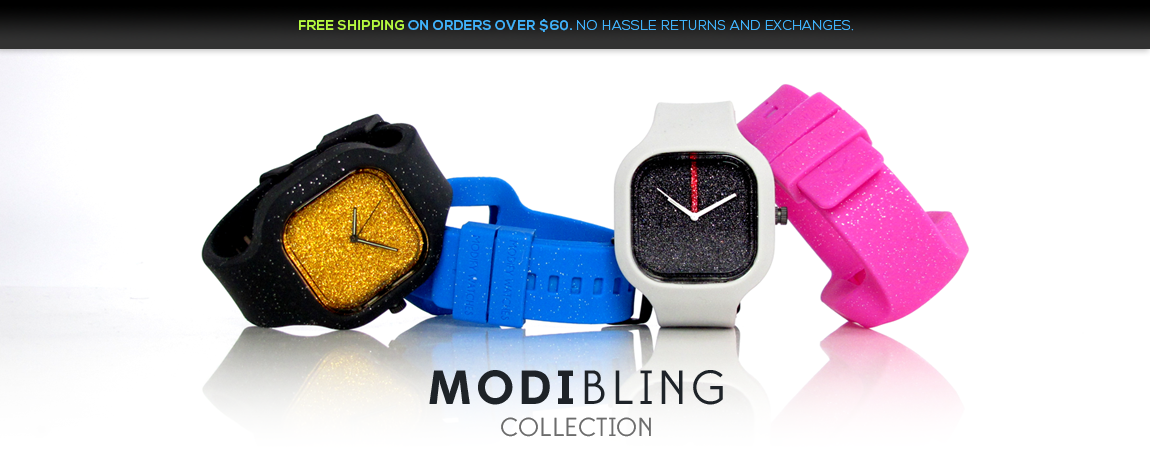 FREE SHIPPING ON ORDERS OVER $60. NO HASSLE RETURNS AND EXCHANGES.
MODIBLING
COLLECTION